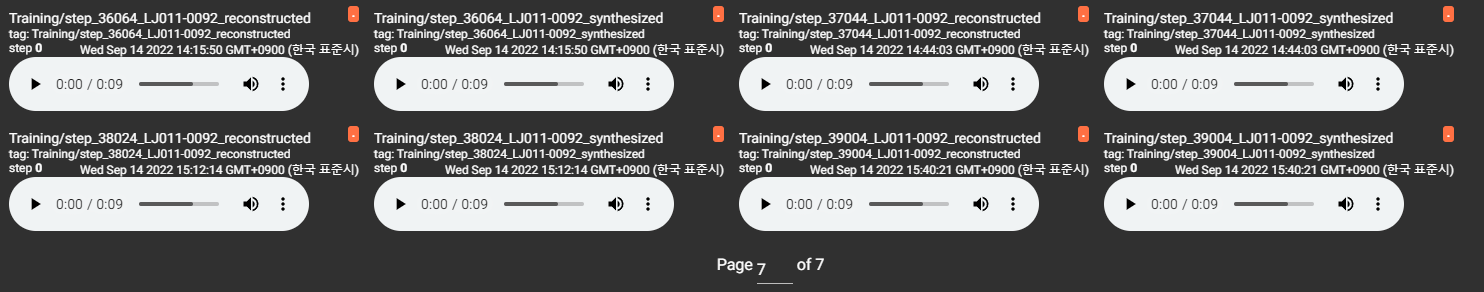 Training/step_36064_LJ011-0092_reconstructed
tag: Training/step_36064_LJ011-0092_reconstructed
step 0 Wed Sep 14 2022 14:15:50 GMT+0900 (한국 표준시)
0:00 / 0:09
Training/step_36064_LJ011-0092_synthesized
tag: Training/step_36064_LJ011-0092_synthesized
step 0 Wed Sep 14 2022 14:15:50 GMT+0900 (한국 표준시)
0:00 / 0:09
Training/step_37044_LJ011-0092_reconstructed
tag: Training/step_37044_LJ011-0092_reconstructed
step 0 Wed Sep 14 2022 14:44:03 GMT+0900 (한국 표준시)
0:00 / 0:09
Training/step_37044_LJ011-0092_synthesized
tag: Training/step_37044_LJ011-0092_synthesized
step 0 Wed Sep 14 2022 14:44:03 GMT+0900 (한국 표준시)
0:00 / 0:09
Training/step_38024_LJ011-0092_reconstructed
tag: Training/step_38024_LJ011-0092_reconstructed
step 0 Wed Sep 14 2022 15:12:14 GMT+0900 (한국 표준시)
0:00 / 0:09
Training/step_38024_LJ011-0092_synthesized
tag: Training/step_38024_LJ011-0092_synthesized
step 0 Wed Sep 14 2022 15:12:14 GMT+0900 (한국 표준시)
0:00 / 0:09
Training/step_39004_LJ011-0092_reconstructed
tag: Training/step_39004_LJ011-0092_reconstructed
step 0 Wed Sep 14 2022 15:40:21 GMT+0900 (한국 표준시)
0:00 / 0:09
Training/step_39004_LJ011-0092_synthesized
tag: Training/step_39004_LJ011-0092_synthesized
step 0 Wed Sep 14 2022 15:40:21 GMT+0900 (한국 표준시)
0:00 / 0:09
Page 7 of 7